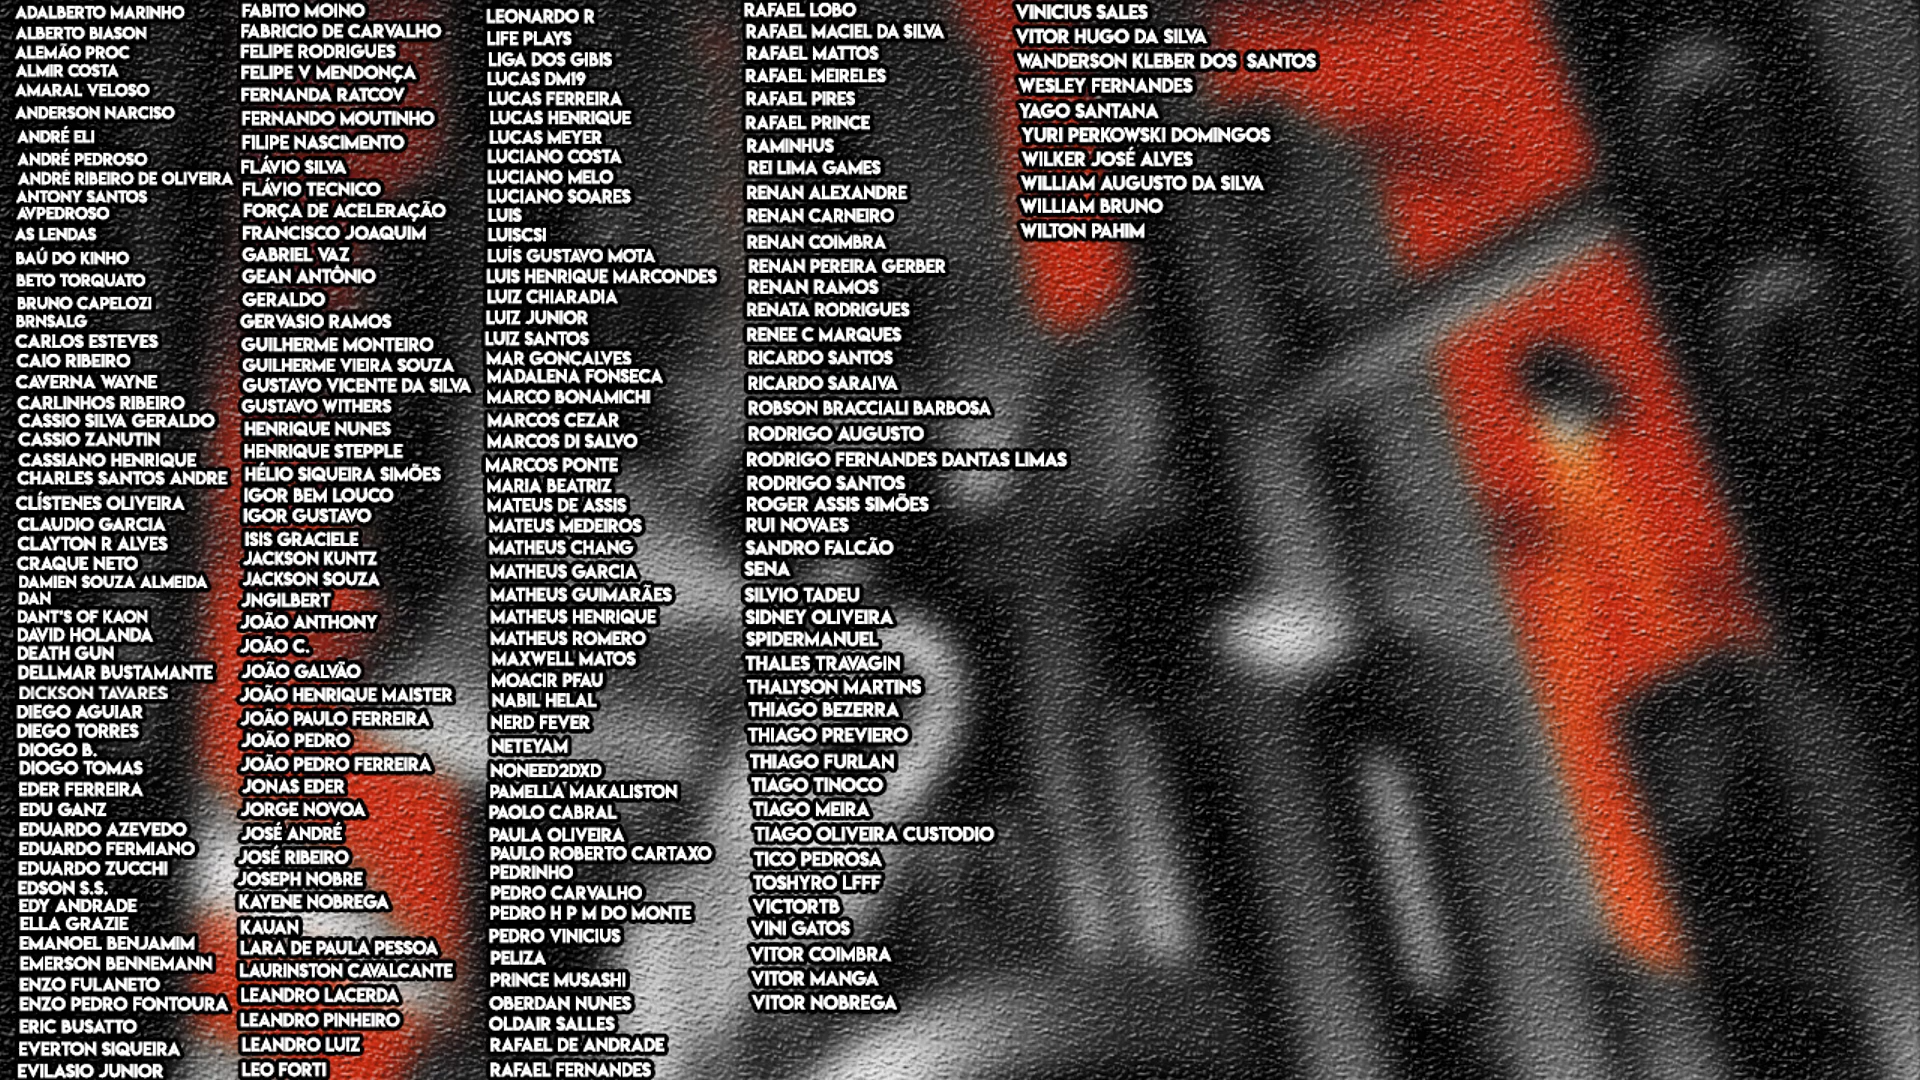 ADALBERTO MARINHO
ALBERTO BIASON
ALEMÃO PROC
ALMIR COSTA
AMARAL VELOSO
ANDERSON NARCISO
ANDRÉ ELI
ANDRÉ PEDROSO
ANDRÉ RIBEIRO DE OLIVEIRA
ANTONY SANTOS
AVPEDROSO
AS LENDAS
BAÚ DO KINHO
BETO TORQUATO
BRUNO CAPELOZI
BRNSALG
CARLOS ESTEVES
CAIO RIBEIRO
CAVERNA WAYNE
CARLINHOS RIBEIRO
CASSIO SILVA GERALDO
CASSIO ZANUTIN
CASSIANO HENRIQUE
CHARLES SANTOS ANDRE
CLÍSTENES OLIVEIRA
CLAUDIO GARCIA
CLAYTON R ALVES
CRAQUE NETO
DAMIEN SOUZA ALMEIDA
DAN
DANT'S OF KAON
DAVID HOLANDA
DEATH GUN
DELLMAR BUSTAMANTE
DICKSON TAVARES
DIEGO AGUIAR
DIEGO TORRES
DIOGO B.
DIOGO TOMAS
EDER FERREIRA
EDU GANZ
EDUARDO AZEVEDO
EDUARDO FERMIANO
EDUARDO ZUCCHI
EDSON S.S.
EDY ANDRADE
ELLA GRAZIE
EMANOEL BENJAMIM
EMERSON BENNEMANN
ENZO FULANETO
ENZO PEDRO FONTOURA
ERIC BUSATTO
EVERTON SIQUEIRA
EVILASIO JUNIOR
FABITO MOINO
FABRICIO DE CARVALHO
FELIPE RODRIGUES
FELIPE V MENDONÇA
FERNANDA RATCOV
FERNANDO MOUTINHO
FILIPE NASCIMENTO
FLÁVIO SILVA
FLÁVIO TECNICO
FORÇA DE ACELERAÇÃO
FRANCISCO JOAQUIM
GABRIEL VAZ
GEAN ANTÔNIO
GERALDO
GERVASIO RAMOS
GUILHERME MONTEIRO
GUILHERME VIEIRA SOUZA
GUSTAVO VICENTE DA SILVA
GUSTAVO WITHERS
HENRIQUE NUNES
HENRIQUE STEPPLE
HÉLIO SIQUEIRA SIMÕES
IGOR BEM LOUCO
IGOR GUSTAVO
ISIS GRACIELE
JACKSON KUNTZ
JACKSON SOUZA
JNGILBERT
JOÃO ANTHONY
JOÃO C.
JOÃO GALVÃO
JOÃO HENRIQUE MAISTER
JOÃO PAULO FERREIRA
JOÃO PEDRO
JOÃO PEDRO FERREIRA
JONAS EDER
JORGE NOVOA
JOSÉ ANDRÉ
JOSÉ RIBEIRO
JOSEPH NOBRE
KAYENE NOBREGA
KAUAN
LARA DE PAULA PESSOA
LAURINSTON CAVALCANTE
LEANDRO LACERDA
LEANDRO PINHEIRO
LEANDRO LUIZ
LEO FORTI
LEONARDO R
LIFE PLAYS
LIGA DOS GIBIS
LUCAS DM19
LUCAS FERREIRA
LUCAS HENRIQUE
LUCAS MEYER
LUCIANO COSTA
LUCIANO MELO
LUCIANO SOARES
LUIS
LUISCSI
LUÍS GUSTAVO MOTA
LUIS HENRIQUE MARCONDES
LUIZ CHIARADIA
LUIZ JUNIOR
LUIZ SANTOS
MAR GONÇALVES
MADALENA FONSECA
MARCO BONAMICHI
MARCOS CEZAR
MARCOS DI SALVO
MARCOS PONTE
MARIA BEATRIZ
MATEUS DE ASSIS
MATEUS MEDEIROS
MATHEUS CHANG
MATHEUS GARCIA
MATHEUS GUIMARÃES
MATHEUS HENRIQUE
MATHEUS ROMERO
MAXWELL MATOS
MOACIR PFAU
NABIL HELAL
NERD FEVER
NETEYAM
NONEED2DXD
PAMELLA MAKALISTON
PAOLO CABRAL
PAULA OLIVEIRA
PAULO ROBERTO CARTAXO
PEDRINHO
PEDRO CARVALHO
PEDRO H P M DO MONTE
PEDRO VINICIUS
PELIZA
PRINCE MUSASHI
OBERDAN NUNES
OLDAIR SALLES
RAFAEL DE ANDRADE
RAFAEL FERNANDES
RAFAEL LOBO
RAFAEL MACIEL DA SILVA
RAFAEL MATTOS
RAFAEL MEIRELES
RAFAEL PIRES
RAFAEL PRINCE
RAMINHUS
REI LIMA GAMES
RENAN ALEXANDRE
RENAN CARNEIRO
RENAN COIMBRA
RENAN PEREIRA GERBER
RENAN RAMOS
RENATA RODRIGUES
RENEE C MARQUES
RICARDO SANTOS
RICARDO SARAIVA
ROBSON BRACCIALI BARBOSA
RODRIGO AUGUSTO
RODRIGO FERNANDES DANTAS LIMAS
RODRIGO SANTOS
ROGER ASSIS SIMÕES
RUI NOVAES
SANDRO FALCÃO
SENA
SILVIO TADEU
SIDNEY OLIVEIRA
SPIDERMANUEL
THALES TRAVAGIN
THALYSON MARTINS
THIAGO BEZERRA
THIAGO PREVIERO
THIAGO FURLAN
TIAGO TINOCO
TIAGO MEIRA
TIAGO OLIVEIRA CUSTODIO
TICO PEDROSA
TOSHYRO LFFF
VICTORTB
VINI GATOS
VITOR COIMBRA
VITOR MANGA
VITOR NOBREGA
VINICIUS SALES
VITOR HUGO DA SILVA
WANDERSON KLEBER DOS SANTOS
WESLEY FERNANDES
YAGO SANTANA
YURI PERKOWSKI DOMINGOS
WILKER JOSÉ ALVES
WILLIAM AUGUSTO DA SILVA
WILLIAM BRUNO
WILTON PAHIM